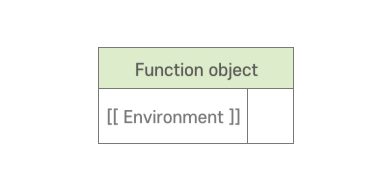 Function object
[[ Environment ]]